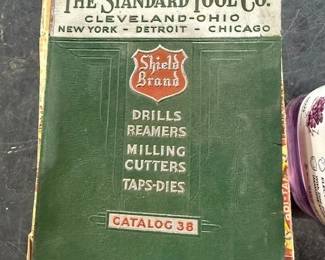 THE STANDARD TOOL CO.
CLEVELAND-OHIO
NEW YORK - DETROIT - CHICAGO
Shield
Brand
DRILLS
REAMERS
MILLING
CUTTERS
TAPS-DIES
CATALOG 38